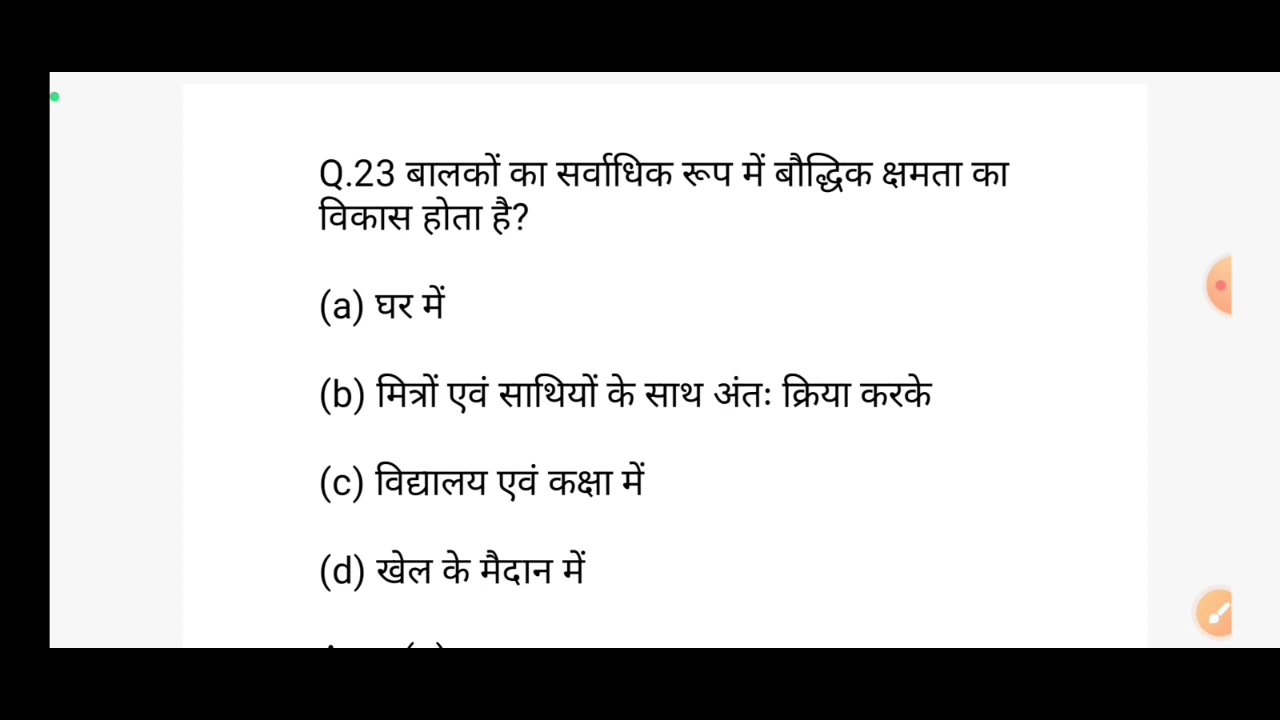 Q.23 बालकों का सर्वाधिक रूप में बौद्धिक क्षमता का
विकास होता है?
(a) घर में
(b) मित्रों एवं साथियों के साथ अंतः क्रिया करके
(c) विद्यालय एवं कक्षा में
(d) खेल के मैदान में